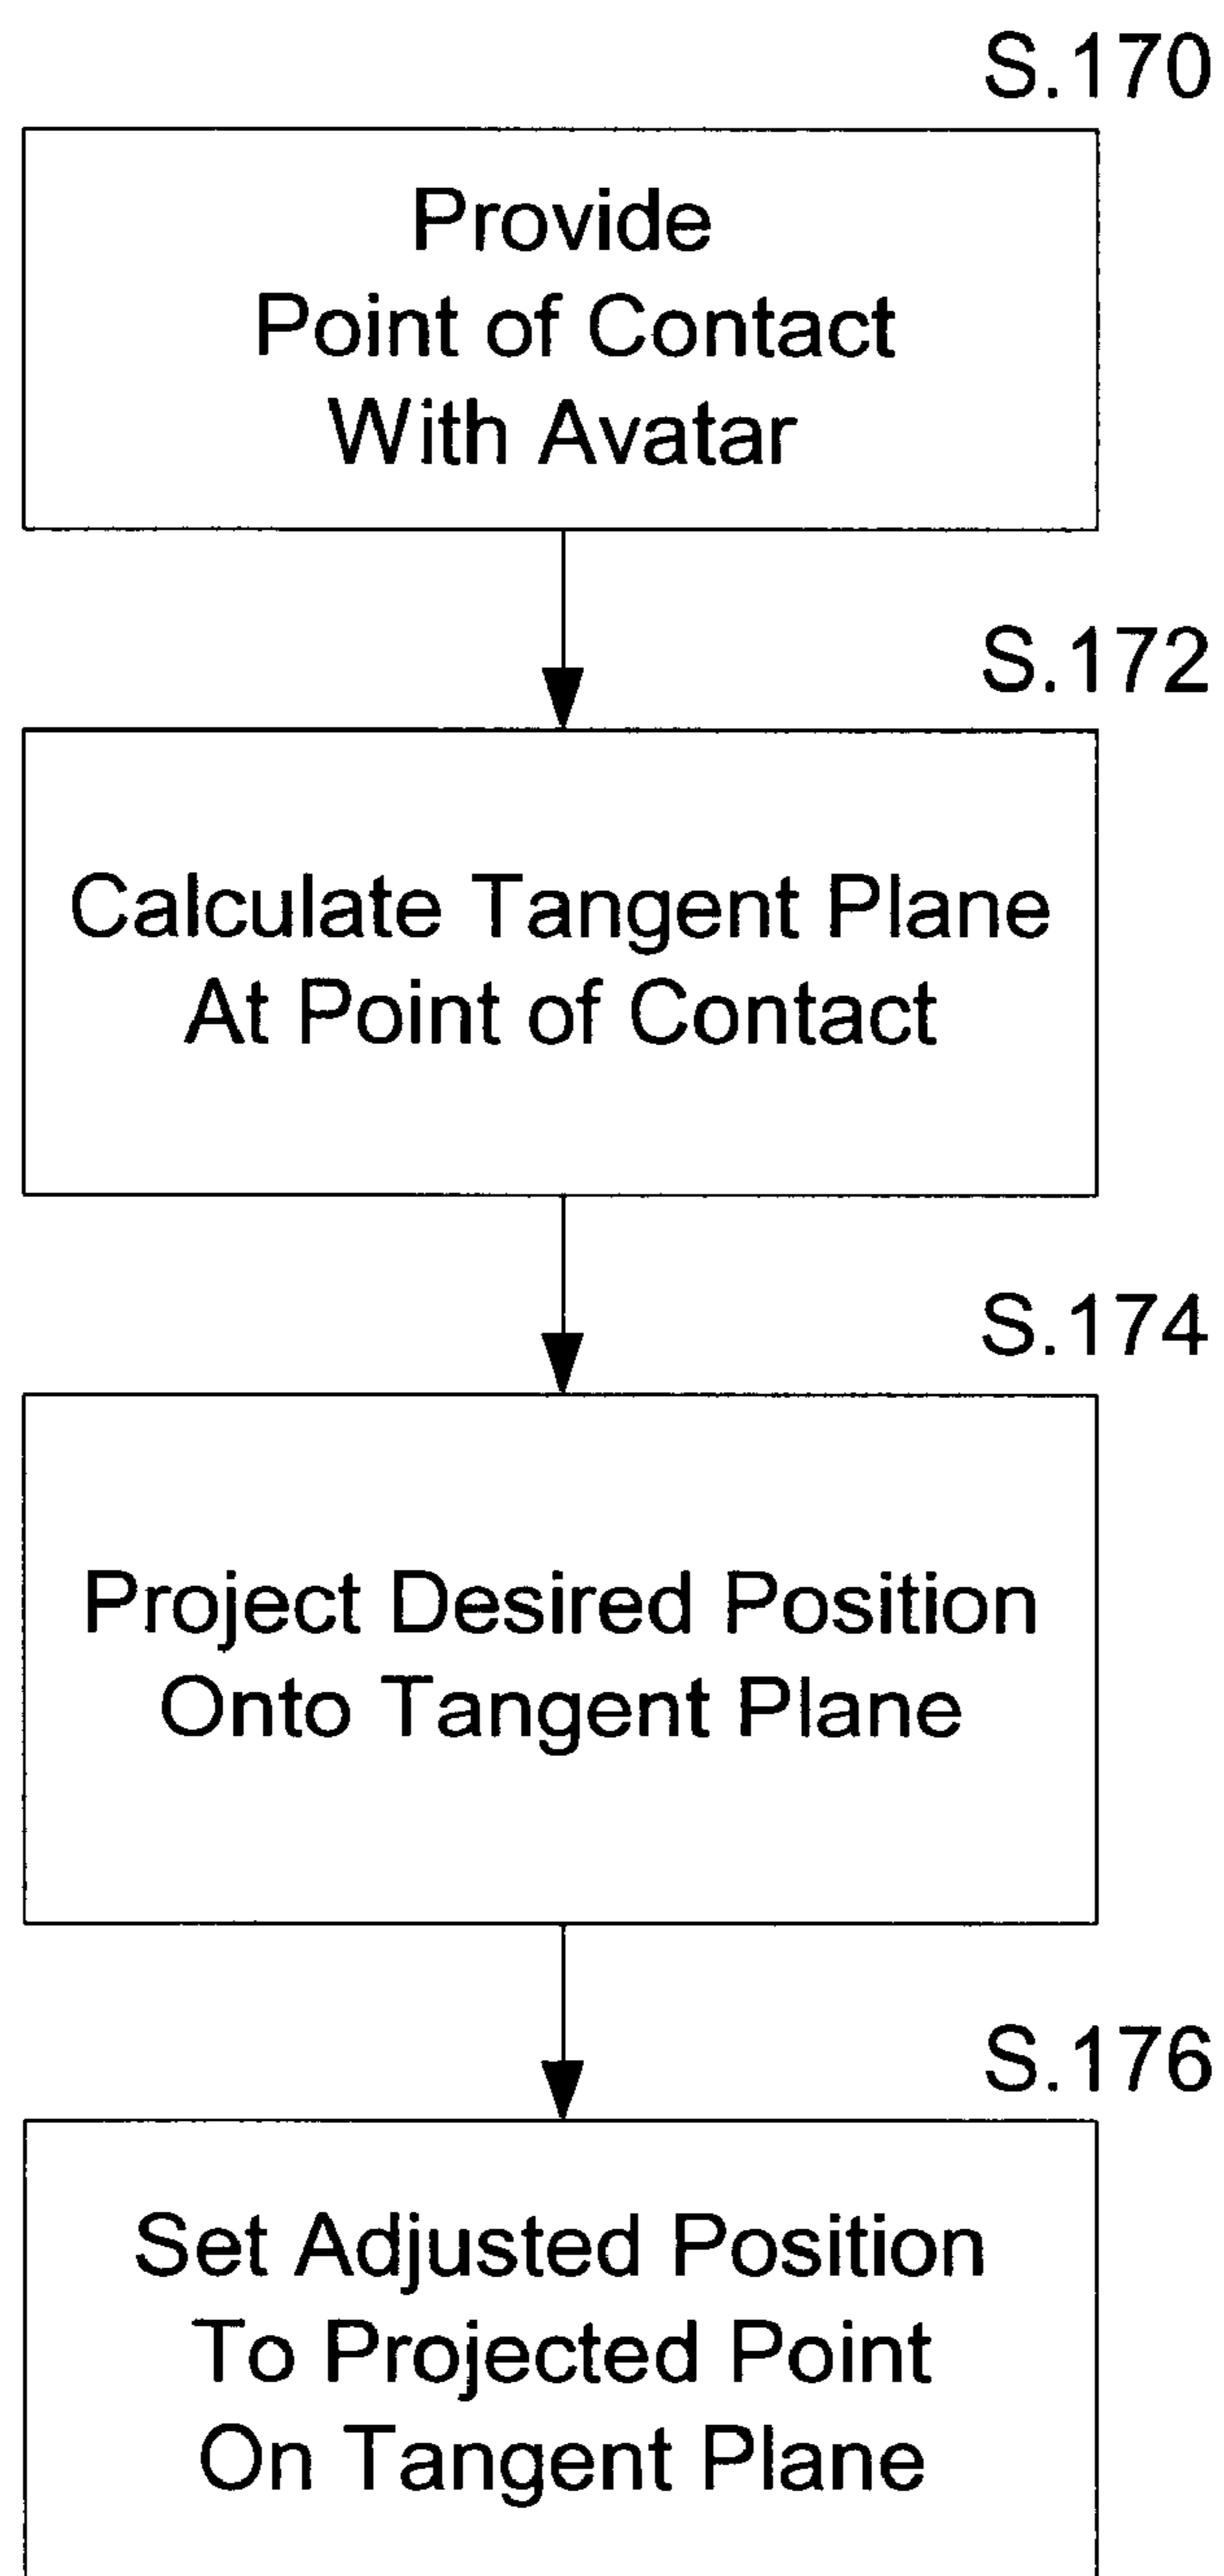 S.170
Provide
Point of Contact
With Avatar
S.172
Calculate Tangent Plane
At Point of Contact
S.174
Project Desired Position
Onto Tangent Plane
S.176
Set Adjusted Position
To Projected Point
On Tangent Plane